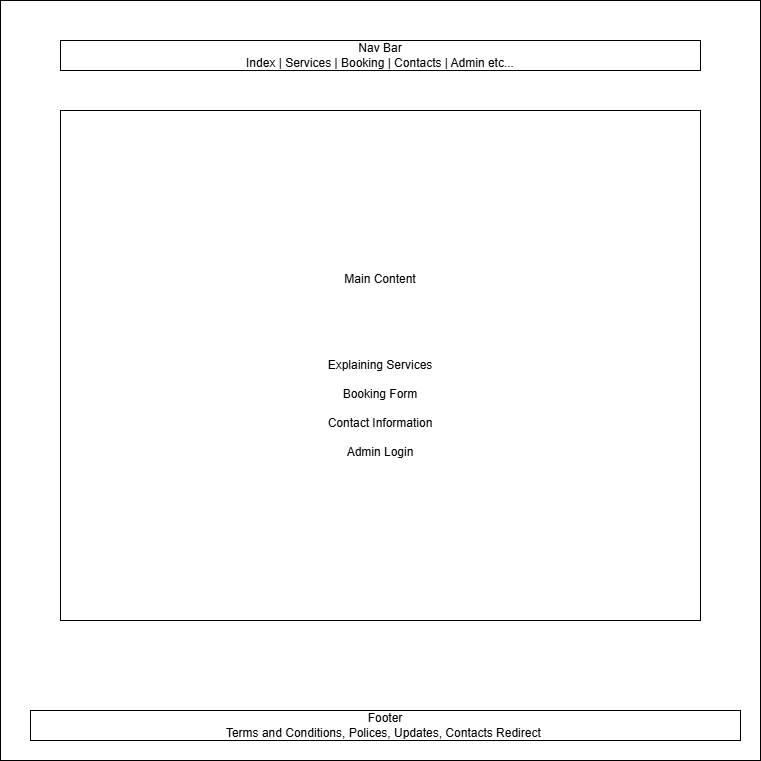 Nav Bar
Index | Services | Booking | Contacts | Admin etc...
Main Content
Explaining Services
Booking Form
Contact Information
Admin Login
Footer
Terms and Conditions, Polices, Updates, Contacts Redirect